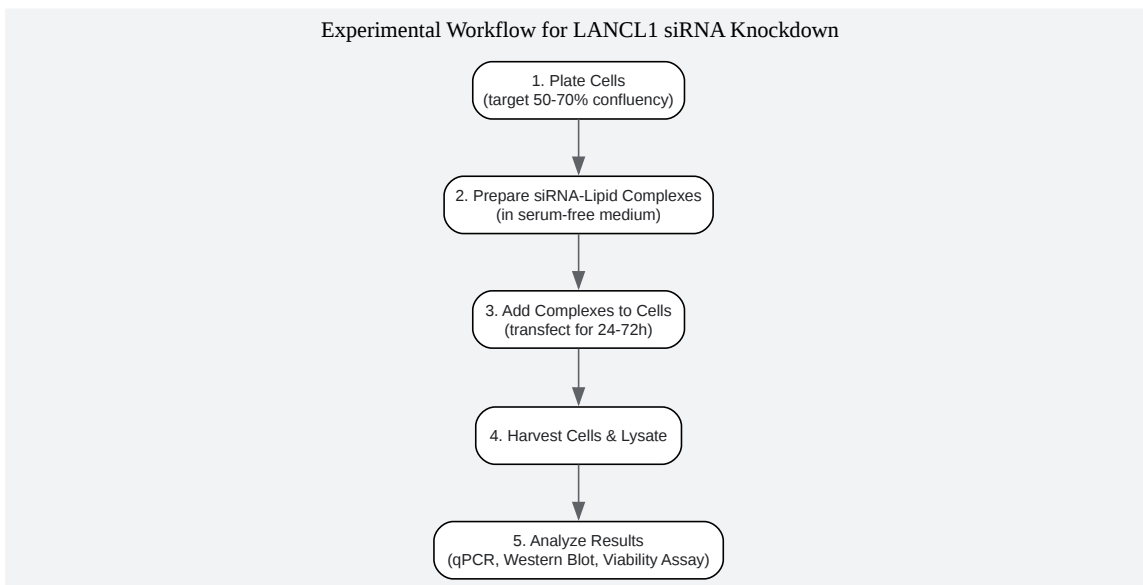 Experimental Workflow for LANCL1 siRNA Knockdown
1. Plate Cells
(target 50-70% confluency)
2. Prepare siRNA-Lipid Complexes
(in serum-free medium)
3. Add Complexes to Cells
(transfect for 24-72h)
4. Harvest Cells & Lysate
5. Analyze Results
(qPCR, Western Blot, Viability Assay)